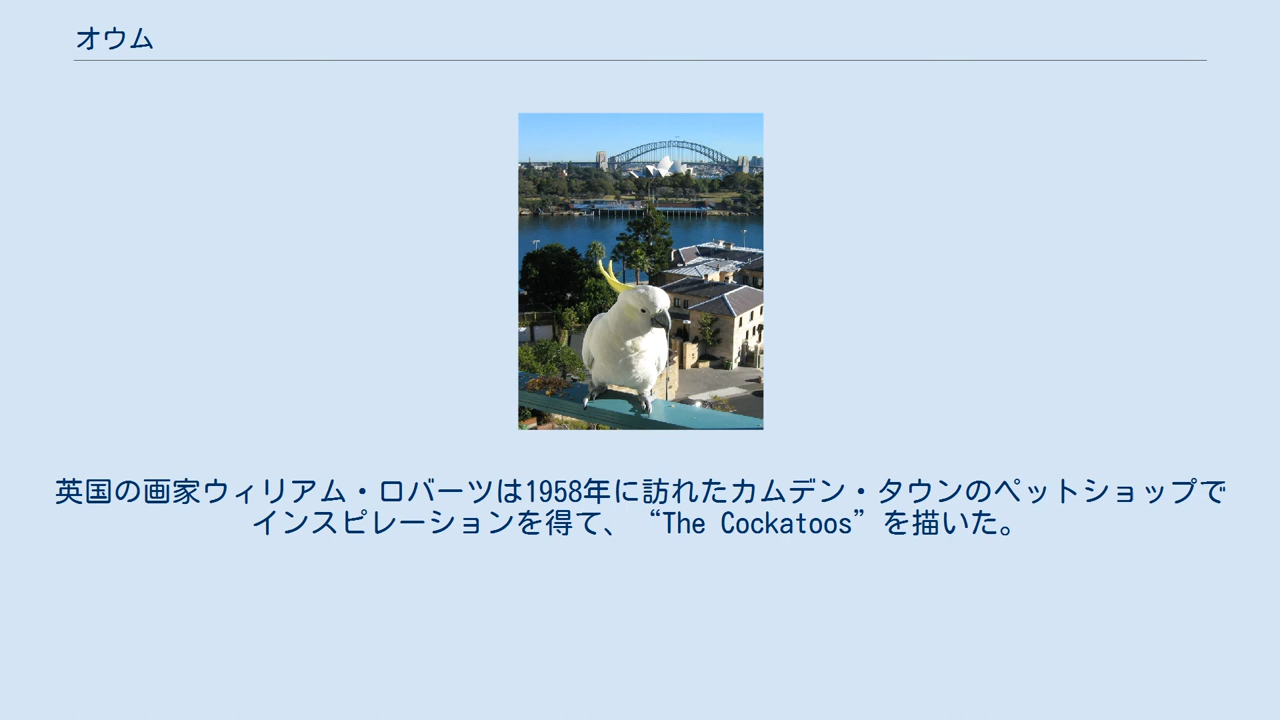 オウム
英国の画家ウィリアム・ロバーツは1958年に訪れたカムデン・タウンのペットショップで
インスピレーションを得て、“The Cockatoos”を描いた。